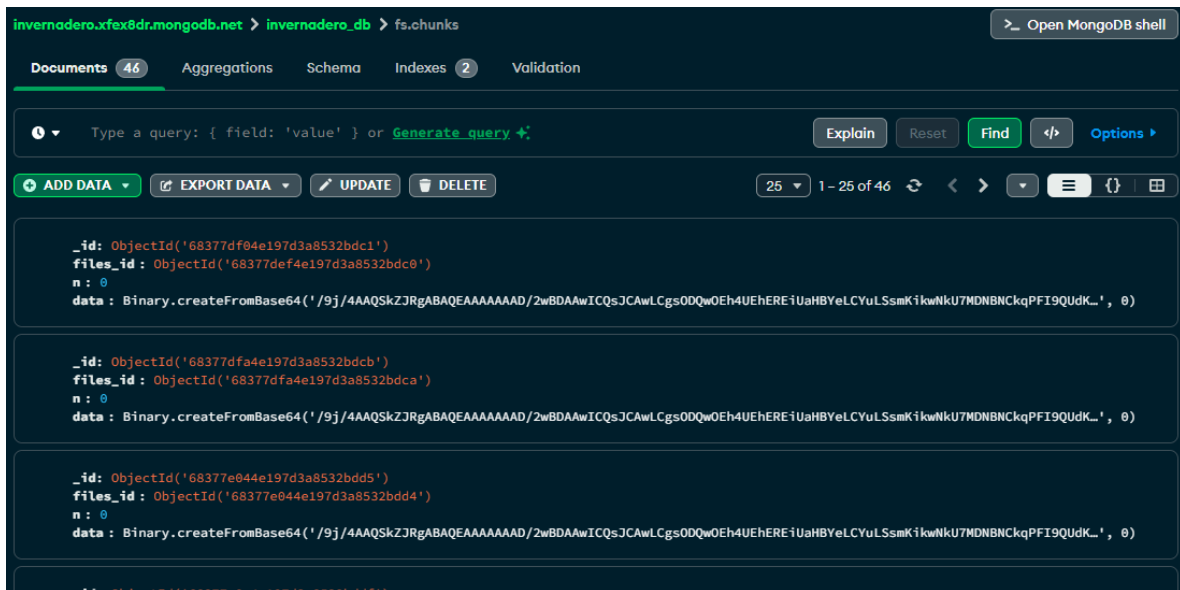 invernadero.xfex8dr.mongodb.net > invernadero_db > fs.chunks
>_ Open MongoDB shell
Documents 46 Aggregations Schema Indexes 2 Validation
Type a query: { field: 'value' } or Generate query
Explain Reset Find </> Options
ADD DATA EXPORT DATA UPDATE DELETE 25 1 – 25 of 46 {}
_id: ObjectId('68377df04e197d3a8532bdc1')
files_id : ObjectId('68377def4e197d3a8532bdc0')
n : 0
data : Binary.createFromBase64('/9j/4AAQSkZJRgABAQEAAAAAAAD/2wBDAAwICQsJCAwLCgsODQwOEh4UEhEREiUaHBYeLCYuLSsmKikwNkU7MDNBNCkqPFI9QUdK…', 0)
_id: ObjectId('68377dfa4e197d3a8532bdcb')
files_id : ObjectId('68377dfa4e197d3a8532bdca')
n : 0
data : Binary.createFromBase64('/9j/4AAQSkZJRgABAQEAAAAAAAD/2wBDAAwICQsJCAwLCgsODQwOEh4UEhEREiUaHBYeLCYuLSsmKikwNkU7MDNBNCkqPFI9QUdK…', 0)
_id: ObjectId('68377e044e197d3a8532bdd5')
files_id : ObjectId('68377e044e197d3a8532bdd4')
n : 0
data : Binary.createFromBase64('/9j/4AAQSkZJRgABAQEAAAAAAAD/2wBDAAwICQsJCAwLCgsODQwOEh4UEhEREiUaHBYeLCYuLSsmKikwNkU7MDNBNCkqPFI9QUdK…', 0)